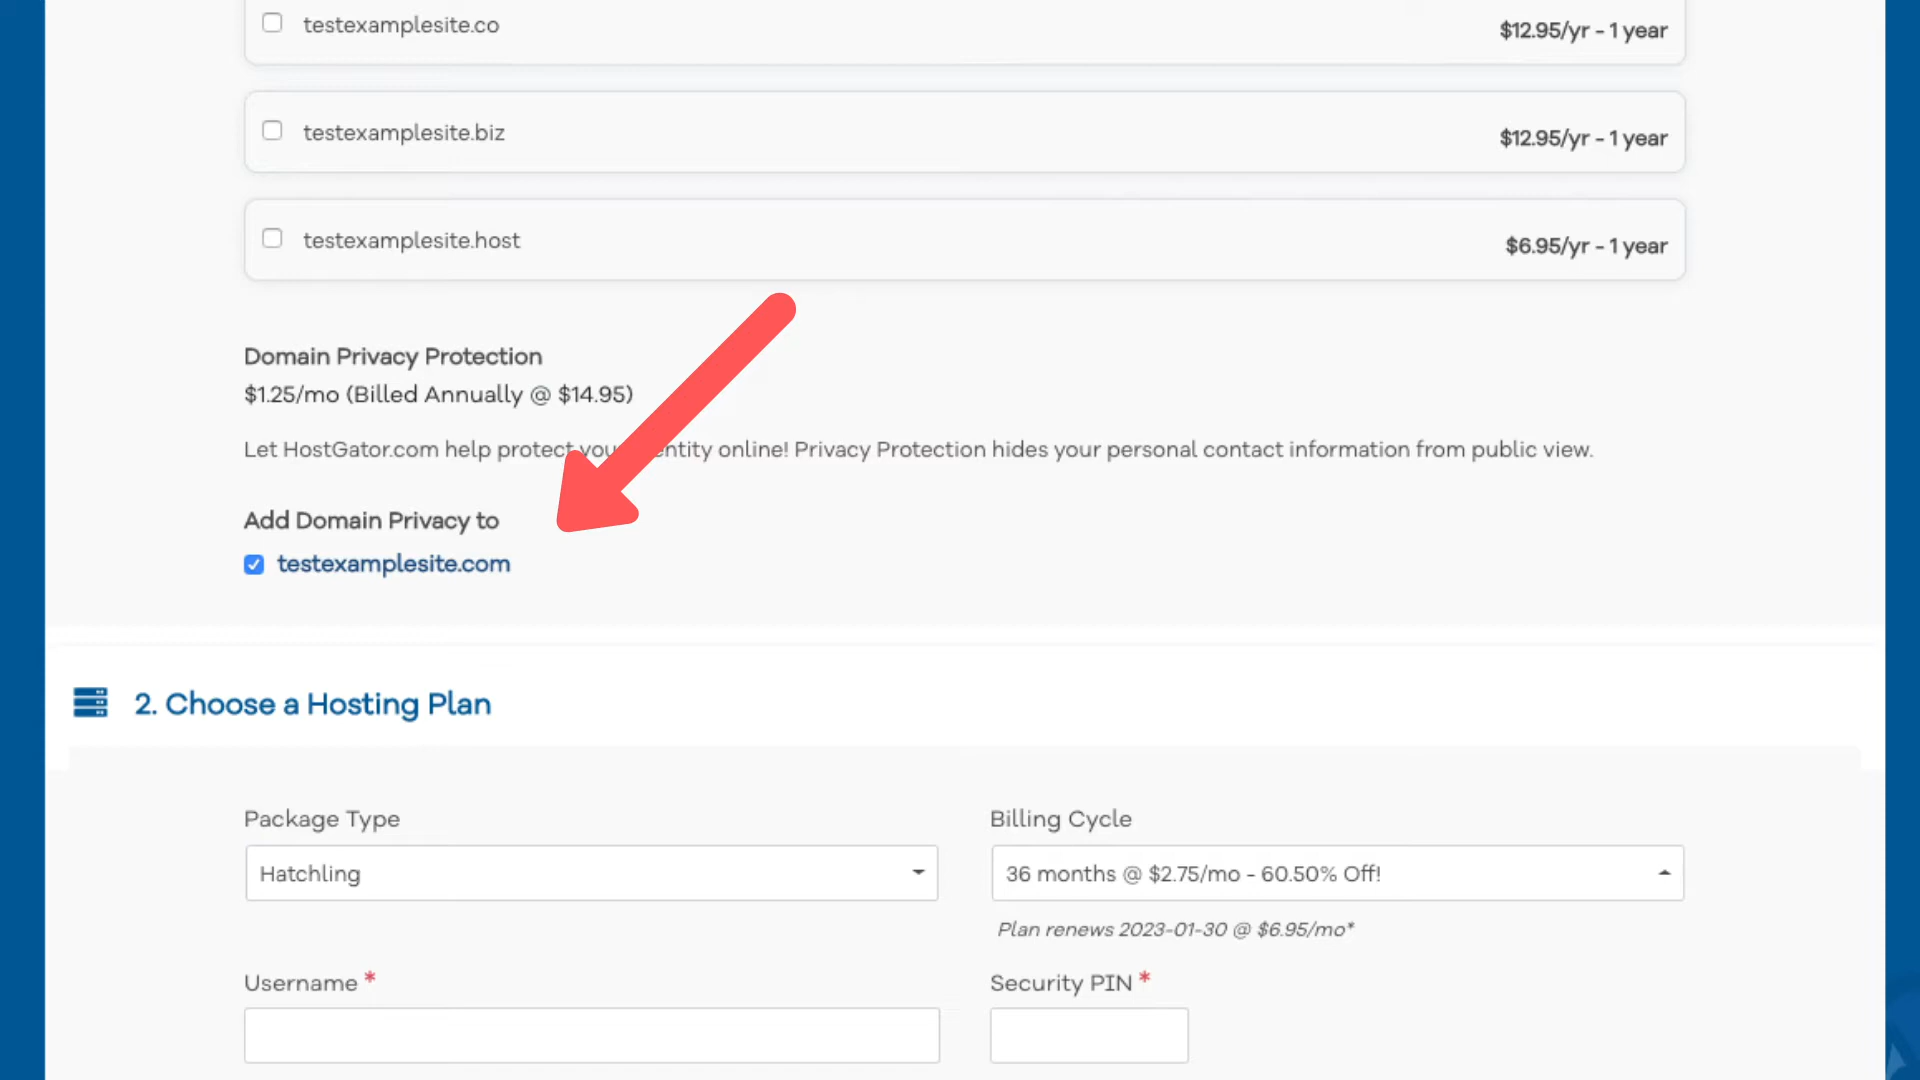 testexamplesite.co $12.95/yr - 1 year
testexamplesite.biz $12.95/yr - 1 year
testexamplesite.host $6.95/yr - 1 year
Domain Privacy Protection
$1.25/mo (Billed Annually @ $14.95)
Let HostGator.com help protect you entity online! Privacy Protection hides your personal contact information from public view.
Add Domain Privacy to
testexamplesite.com
2. Choose a Hosting Plan
Package Type Billing Cycle
Hatchling 36 months @ $2.75/mo - 60.50% Off!
Plan renews 2023-01-30 @ $6.95/mo*
Username * Security PIN *